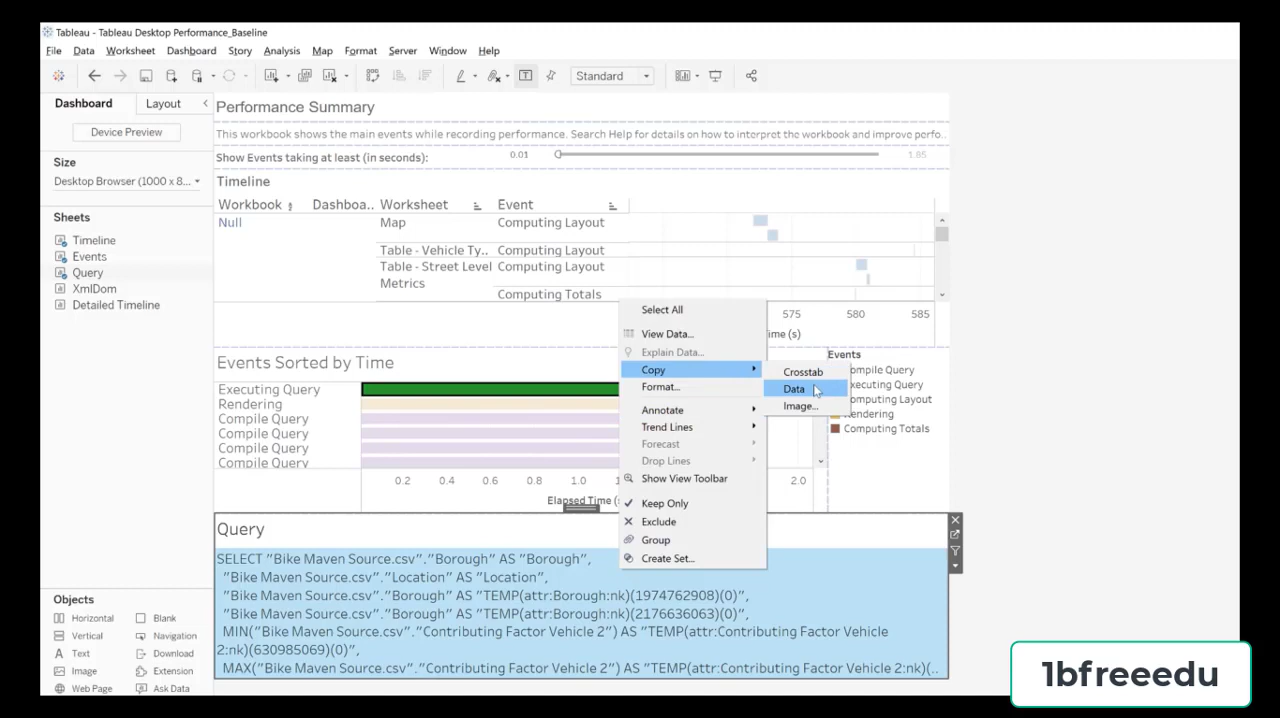 Tableau - Tableau Desktop Performance_Baseline
File Data Worksheet Dashboard Story Analysis Map Format Server Window Help
Standard
Dashboard Layout
Performance Summary
Device Preview
This workbook shows the main events while recording performance. Search Help for details on how to interpret the workbook and improve perfo..
Show Events taking at least (in seconds): 0.01 1.85
Size
Desktop Browser (1000 x 8...
Timeline
Workbook Dashboa.. Worksheet Event
Sheets
Null Map Computing Layout
Timeline
Events
Query
XmlDom
Detailed Timeline
Table - Vehicle Ty.. Computing Layout
Table - Street Level Computing Layout
Metrics
Computing Totals
575 580 585
ime (s)
Select All
View Data...
Explain Data...
Copy
Format...
Annotate
Trend Lines
Forecast
Drop Lines
Show View Toolbar
Keep Only
Exclude
Group
Create Set...
Crosstab
Data
Image...
Events Sorted by Time
Executing Query
Rendering
Compile Query
Compile Query
Compile Query
Compile Query
0.2 0.4 0.6 0.8 1.0 2.0
Elapsed Time (s
Events
ompile Query
xecuting Query
omputing Layout
Rendering
Computing Totals
Query
SELECT "Bike Maven Source.csv"."Borough" AS "Borough",
"Bike Maven Source.csv"."Location" AS "Location",
"Bike Maven Source.csv"."Borough" AS "TEMP(attr:Borough:nk)(1974762908)(0)",
"Bike Maven Source.csv"."Borough" AS "TEMP(attr:Borough:nk)(2176636063)(0)",
MIN("Bike Maven Source.csv"."Contributing Factor Vehicle 2") AS "TEMP(attr:Contributing Factor Vehicle
2:nk)(630985069)(0)",
MAX("Bike Maven Source.csv"."Contributing Factor Vehicle 2") AS "TEMP(attr:Contributing Factor Vehicle 2:nk)(..
Objects
Horizontal Blank
Vertical Navigation
Text Download
Image Extension
Web Page Ask Data
1bfreeedu